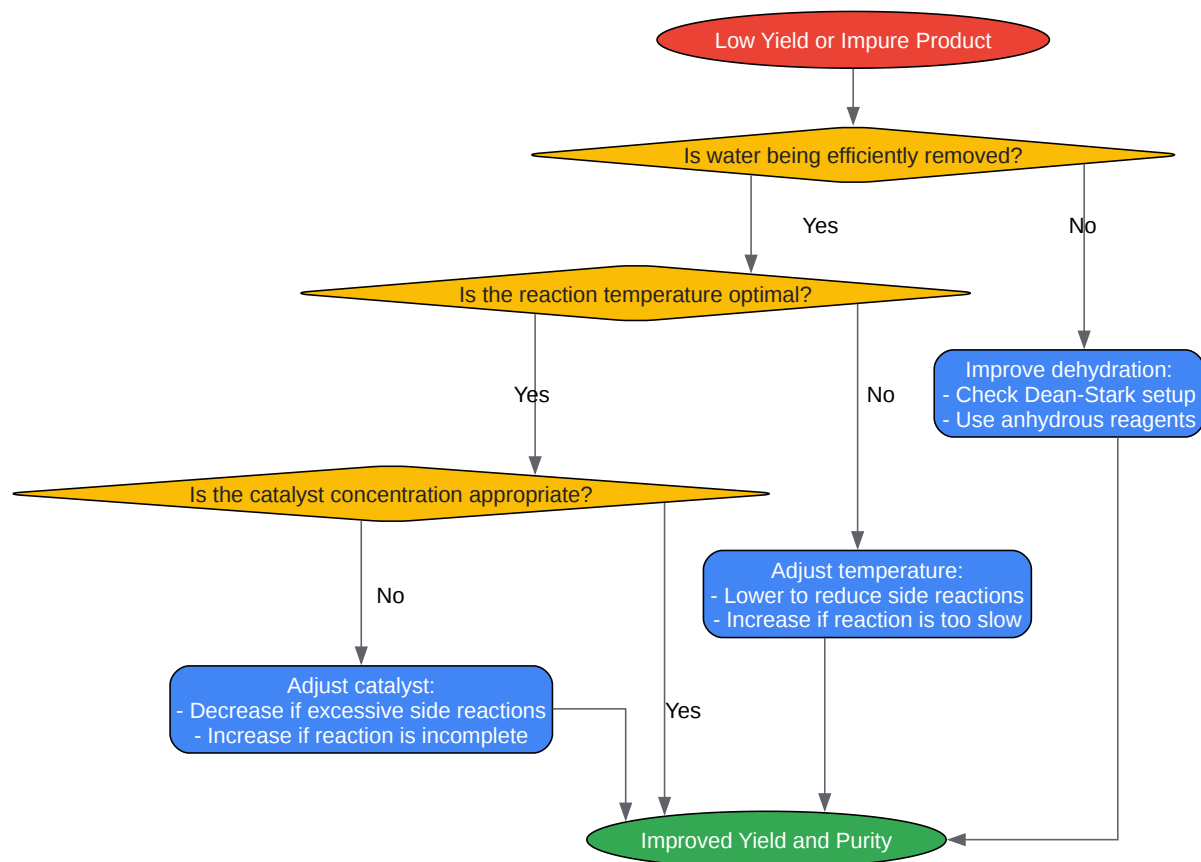 Low Yield or Impure Product
Is water being efficiently removed?
Yes
No
Is the reaction temperature optimal?
Improve dehydration:
- Check Dean-Stark setup
- Use anhydrous reagents
Yes
No
Is the catalyst concentration appropriate?
Adjust temperature:
- Lower to reduce side reactions
- Increase if reaction is too slow
No
Yes
Adjust catalyst:
- Decrease if excessive side reactions
- Increase if reaction is incomplete
Improved Yield and Purity